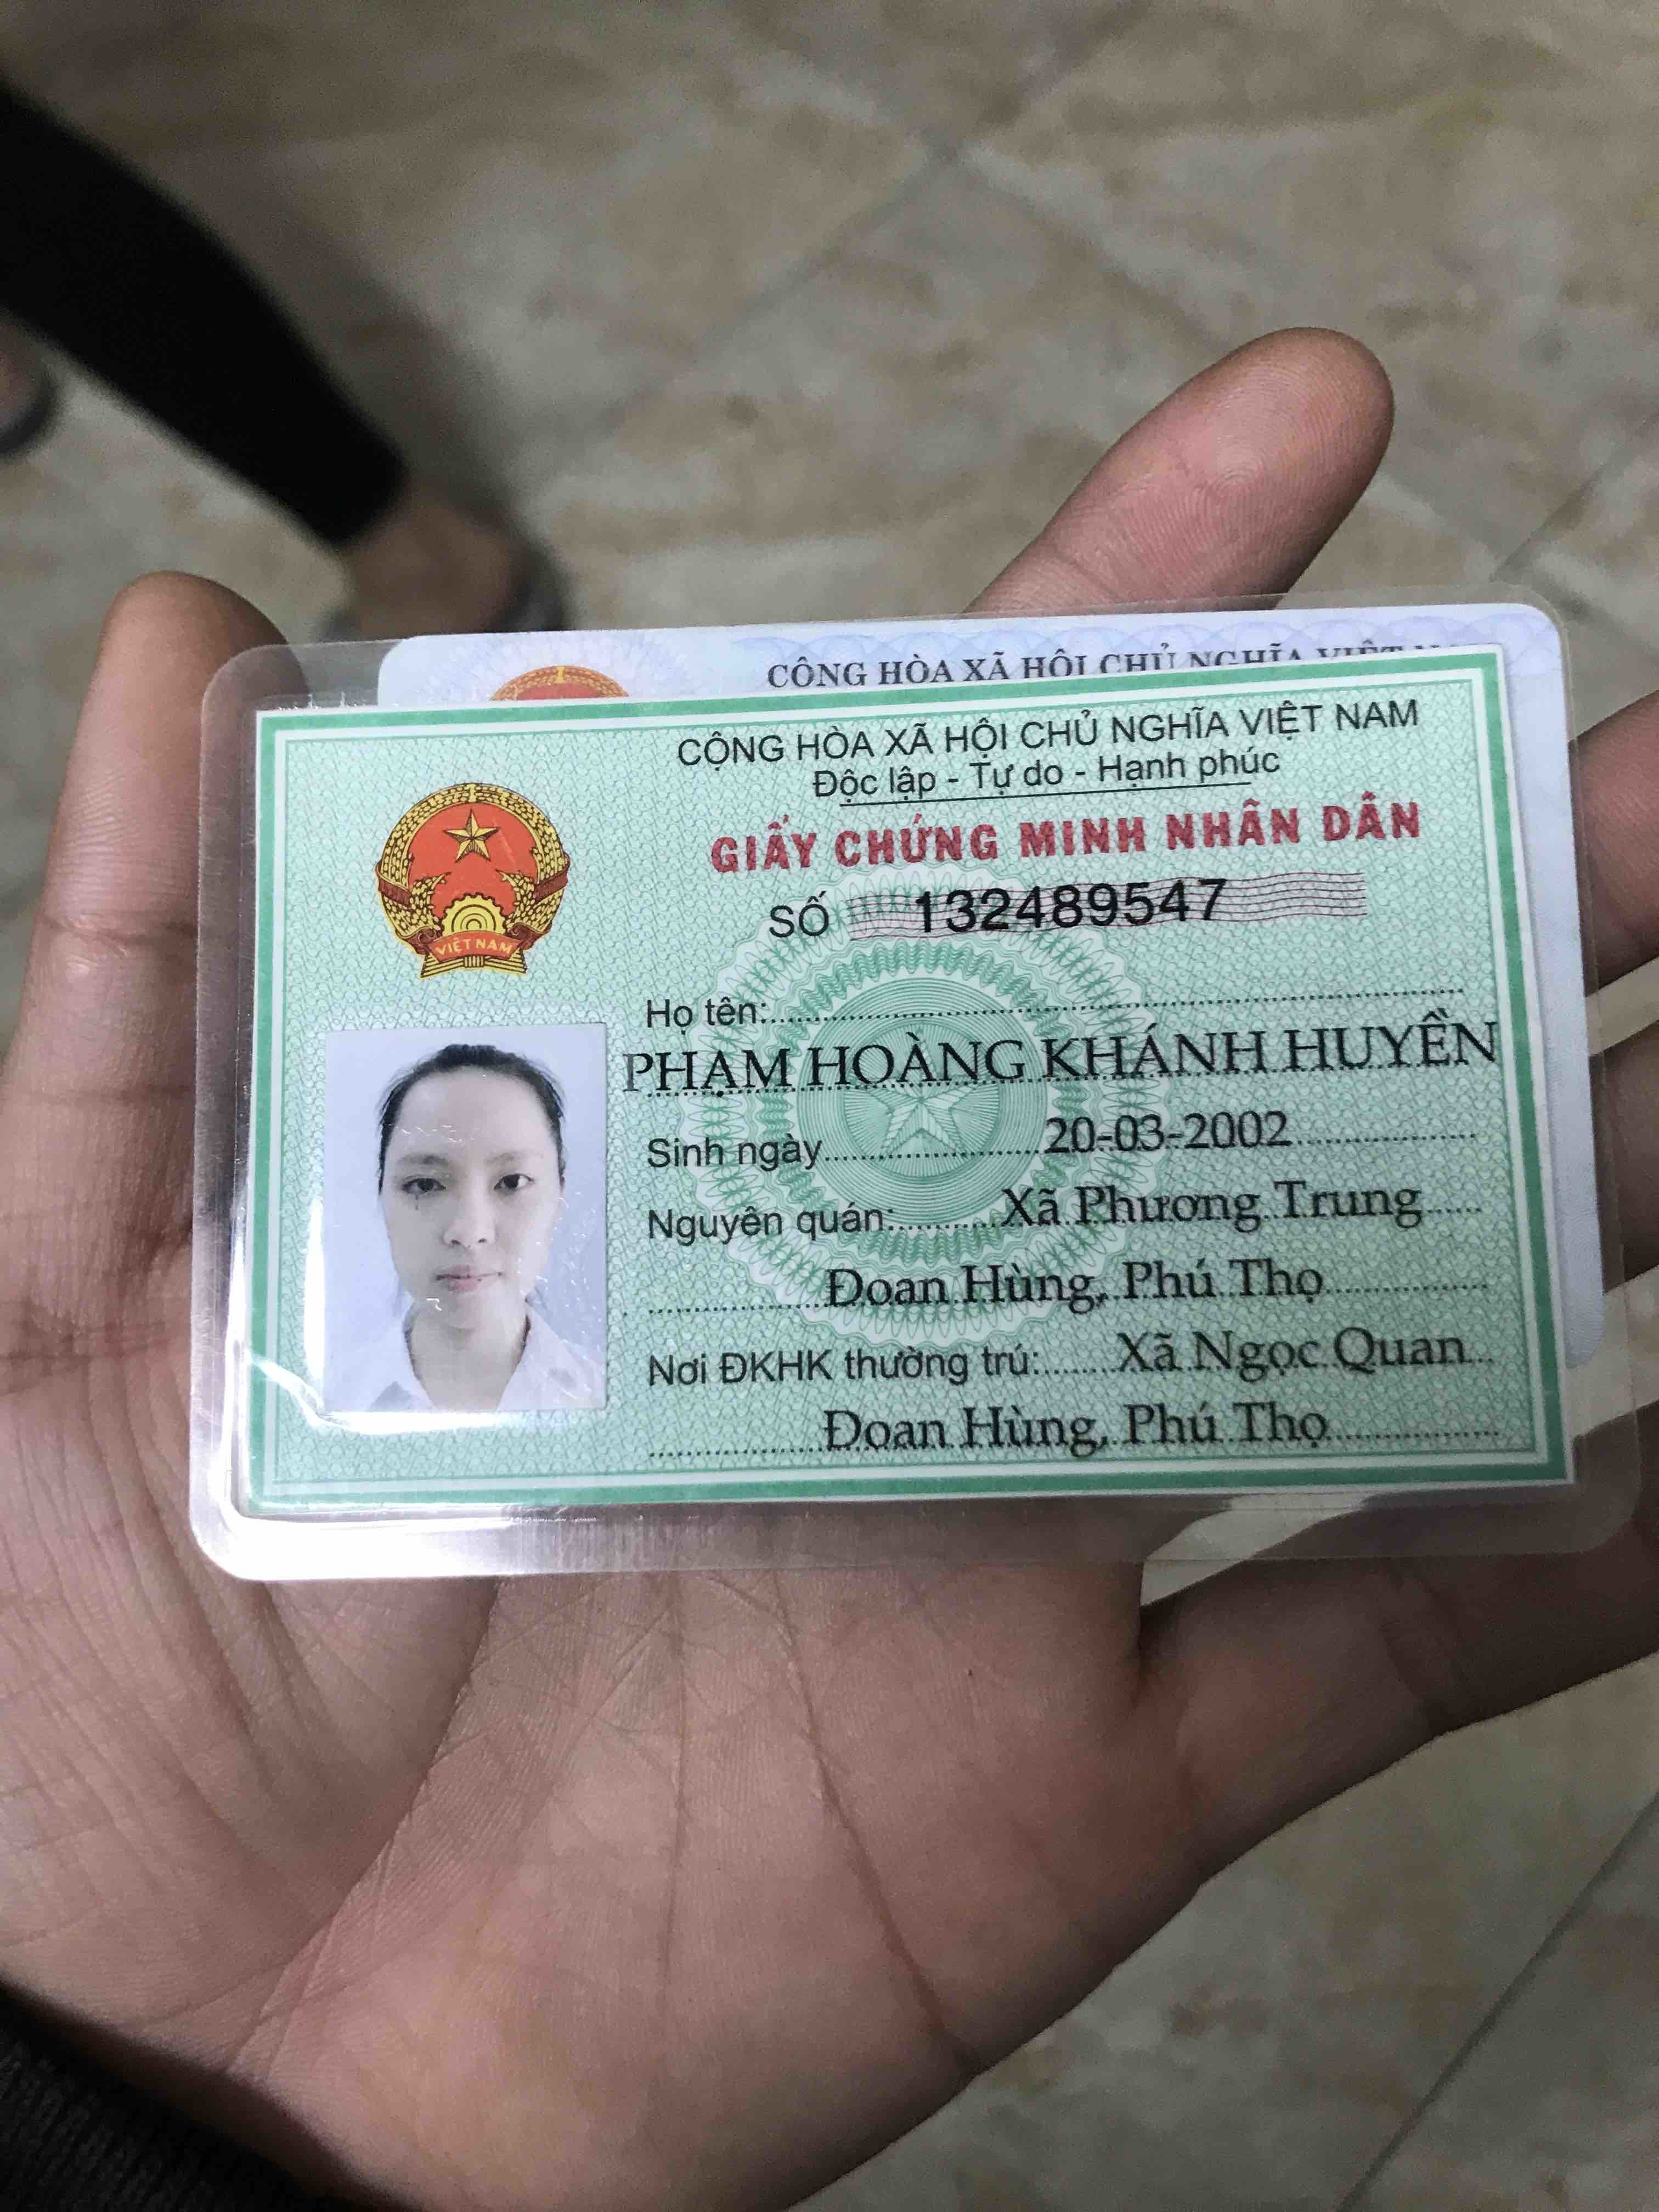 CÔNG HÒA XÃ HỘI CHỦ NGHĨA VIỆT
CỘNG HÒA XÃ HỘI CHỦ NGHĨA VIỆT NAM
Độc lập - Tự do - Hạnh phúc
GIẤY CHỨNG MINH NHÂN DÂN
SỐ 132489547
VIỆT NAM
Họ tên:
PHẠM HOÀNG KHÁNH HUYỀN
Sinh ngày 20-03-2002
Nguyên quán: Xã Phương Trung
Đoan Hùng, Phú Thọ
Nơi ĐKHK thường trú: Xã Ngọc Quan
Đoan Hùng, Phú Thọ